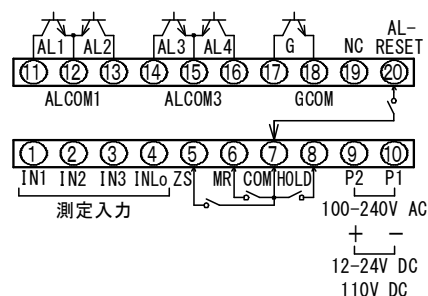 AL1 AL2 AL3 AL4 G NC AL-RESET
11 12 13 14 15 16 17 18 19 20
ALCOM1 ALCOM3 GCOM
1 2 3 4 5 6 7 8 9 10
IN1 IN2 IN3 INLo ZS MR COM HOLD P2 P1
測定入力 100-240V AC
+ −
12-24V DC
110V DC